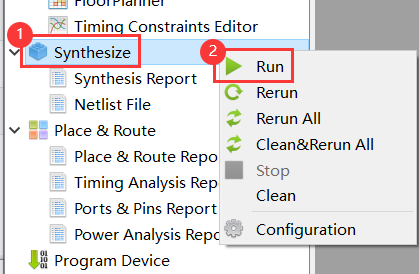 FloorPlanner
Timing Constraints Editor
1
Synthesize
2
Run
Synthesis Report
Rerun
Netlist File
Rerun All
Place & Route
Clean&Rerun All
Place & Route Repo
Stop
Timing Analysis Rep
Clean
Ports & Pins Report
Configuration
Power Analysis Rep
Program Device